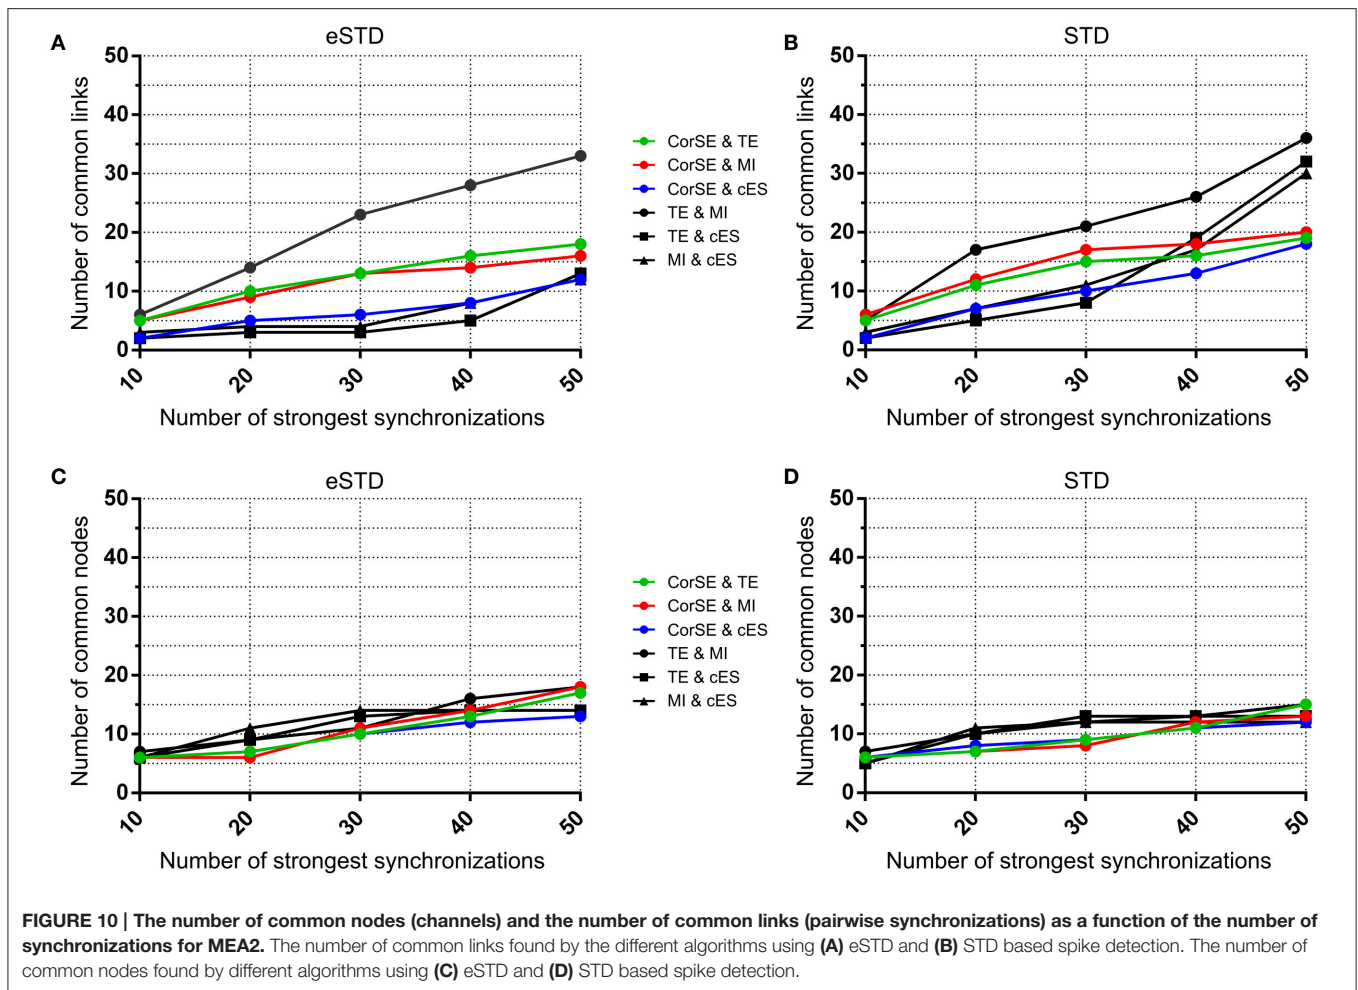 A
eSTD
Number of common links
50
40
30
20
10
0
10
20
30
40
50
Number of strongest synchronizations
CorSE & TE
CorSE & MI
CorSE & cES
TE & MI
TE & cES
MI & cES
B
STD
Number of common links
50
40
30
20
10
0
10
20
30
40
50
Number of strongest synchronizations
C
eSTD
Number of common nodes
50
40
30
20
10
0
10
20
30
40
50
Number of strongest synchronizations
CorSE & TE
CorSE & MI
CorSE & cES
TE & MI
TE & cES
MI & cES
D
STD
Number of common nodes
50
40
30
20
10
0
10
20
30
40
50
Number of strongest synchronizations
FIGURE 10 | The number of common nodes (channels) and the number of common links (pairwise synchronizations) as a function of the number of
synchronizations for MEA2. The number of common links found by the different algorithms using (A) eSTD and (B) STD based spike detection. The number of
common nodes found by different algorithms using (C) eSTD and (D) STD based spike detection.